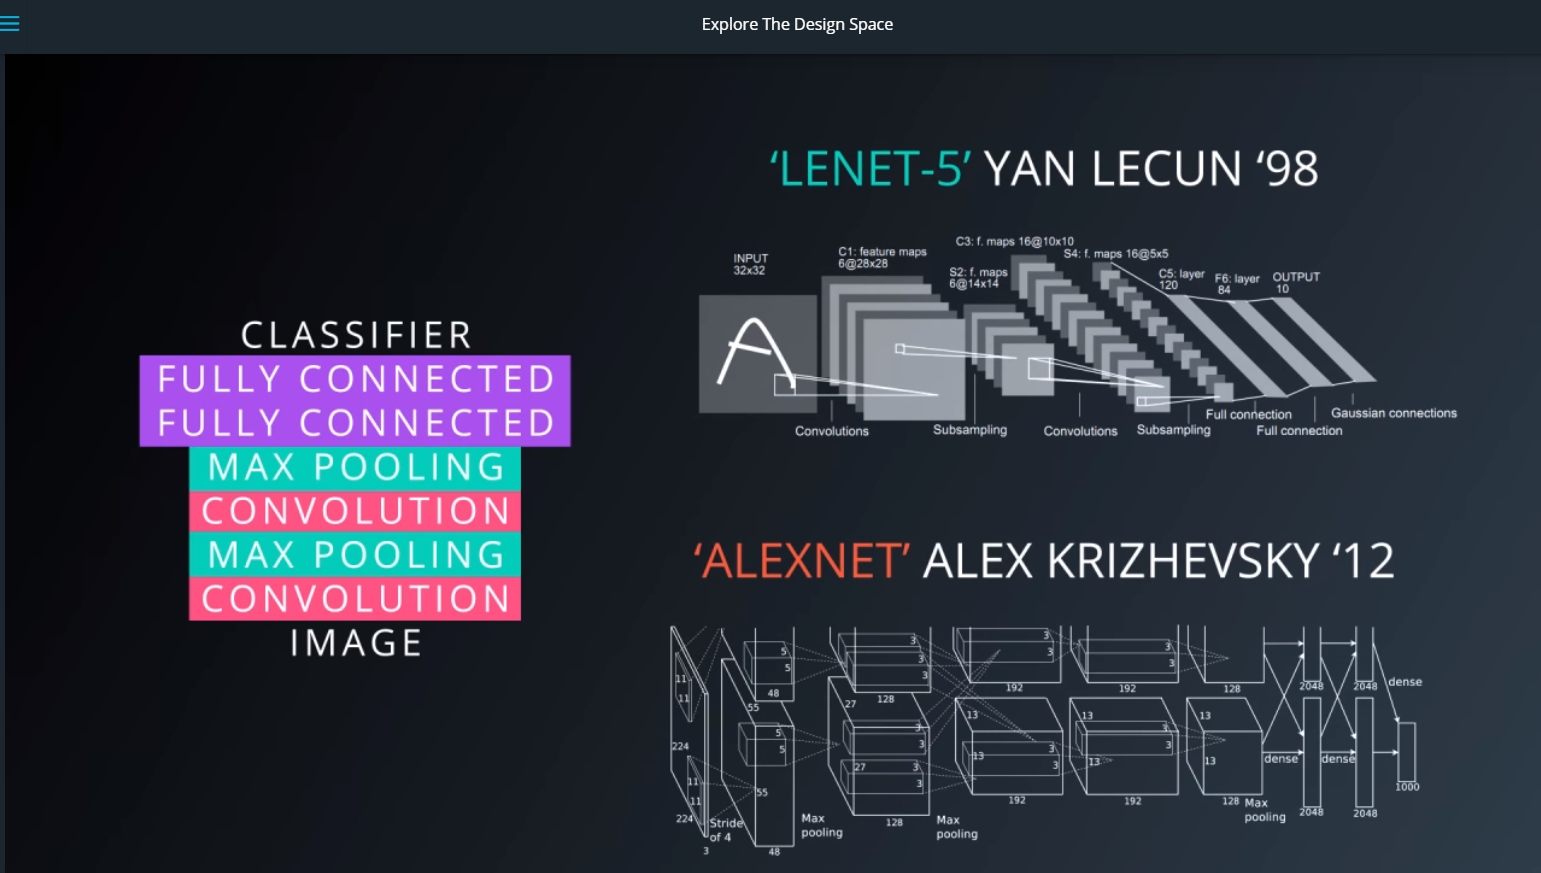 Explore The Design Space
CLASSIFIER
FULLY CONNECTED
FULLY CONNECTED
MAX POOLING
CONVOLUTION
MAX POOLING
CONVOLUTION
IMAGE
‘LENET-5’ YAN LECUN ‘98
INPUT
32x32
C1: feature maps
6@28x28
S2: f. maps
6@14x14
C3: f. maps 16@10x10
S4: f. maps 16@5x5
C5: layer
120
F6: layer
84
OUTPUT
10
Convolutions
Subsampling
Convolutions
Subsampling
Full connection
Full connection
Gaussian connections
‘ALEXNET’ ALEX KRIZHEVSKY ‘12
11
11
224
11
11
224
3
Stride
of 4
5
5
48
55
5
5
55
48
Max
pooling
3
3
3
128
27
3
3
27
3
3
128
Max
pooling
3
3
192
13
3
13
3
192
3
3
192
13
3
3
13
192
128
13
13
128
Max
pooling
2048
2048
dense
dense
dense
2048
2048
1000